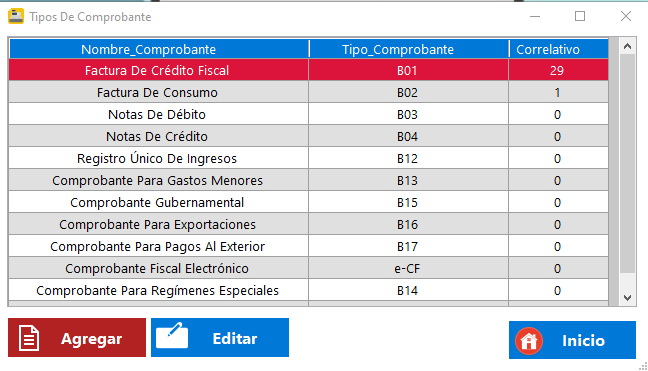 Tipos De Comprobante
Nombre_Comprobante Tipo_Comprobante Correlativo
Factura De Crédito Fiscal B01 29
Factura De Consumo B02 1
Notas De Débito B03 0
Notas De Crédito B04 0
Registro Único De Ingresos B12 0
Comprobante Para Gastos Menores B13 0
Comprobante Gubernamental B15 0
Comprobante Para Exportaciones B16 0
Comprobante Para Pagos Al Exterior B17 0
Comprobante Fiscal Electrónico e-CF 0
Comprobante Para Regímenes Especiales B14 0
Agregar Editar Inicio